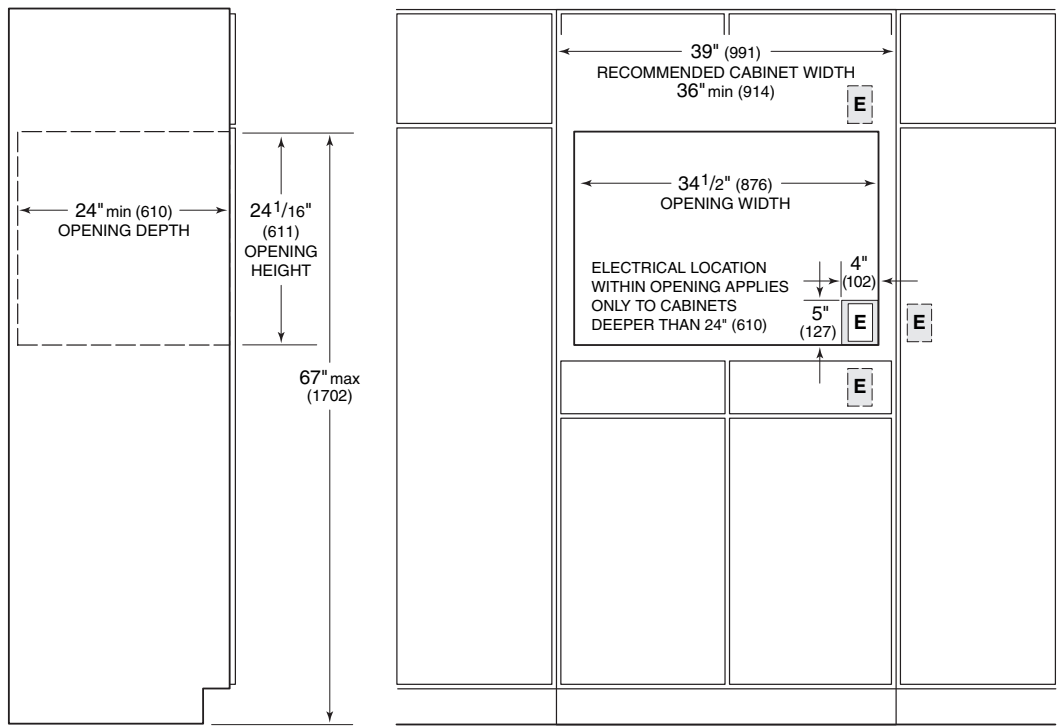 39" (991)
RECOMMENDED CABINET WIDTH
36" min (914)
E
24" min (610)
OPENING DEPTH
24 1/16"
(611)
OPENING
HEIGHT
67" max
(1702)
34 1/2" (876)
OPENING WIDTH
ELECTRICAL LOCATION
WITHIN OPENING APPLIES
ONLY TO CABINETS
DEEPER THAN 24" (610)
4"
(102)
5"
(127)
E
E
E